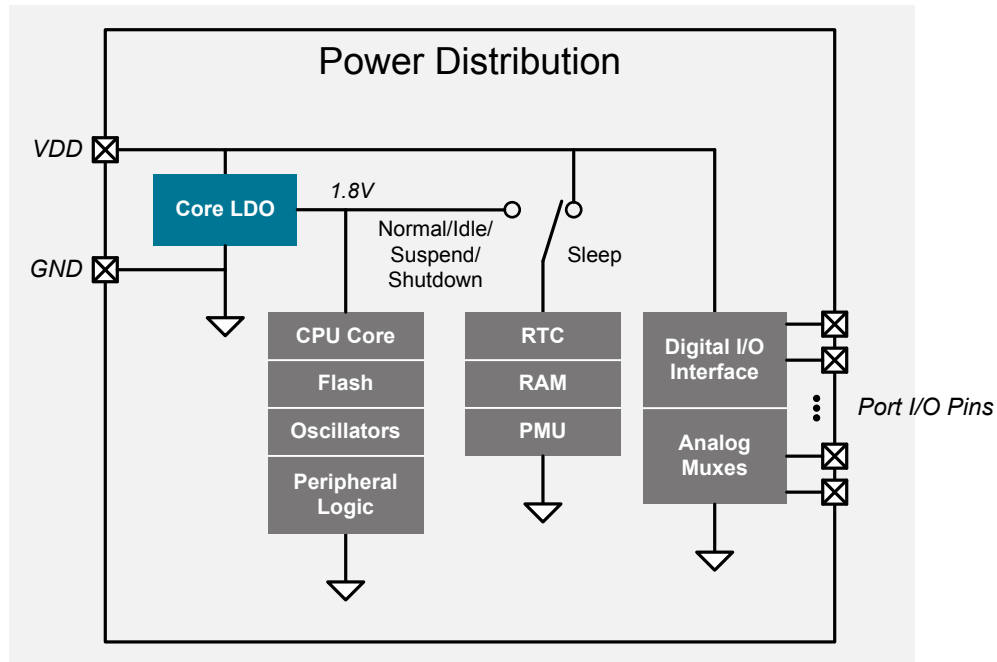 Power Distribution
VDD
Core LDO
1.8V
Normal/Idle/
Suspend/
Shutdown
Sleep
GND
CPU Core
Flash
Oscillators
Peripheral
Logic
RTC
RAM
PMU
Digital I/O
Interface
Analog
Muxes
Port I/O Pins